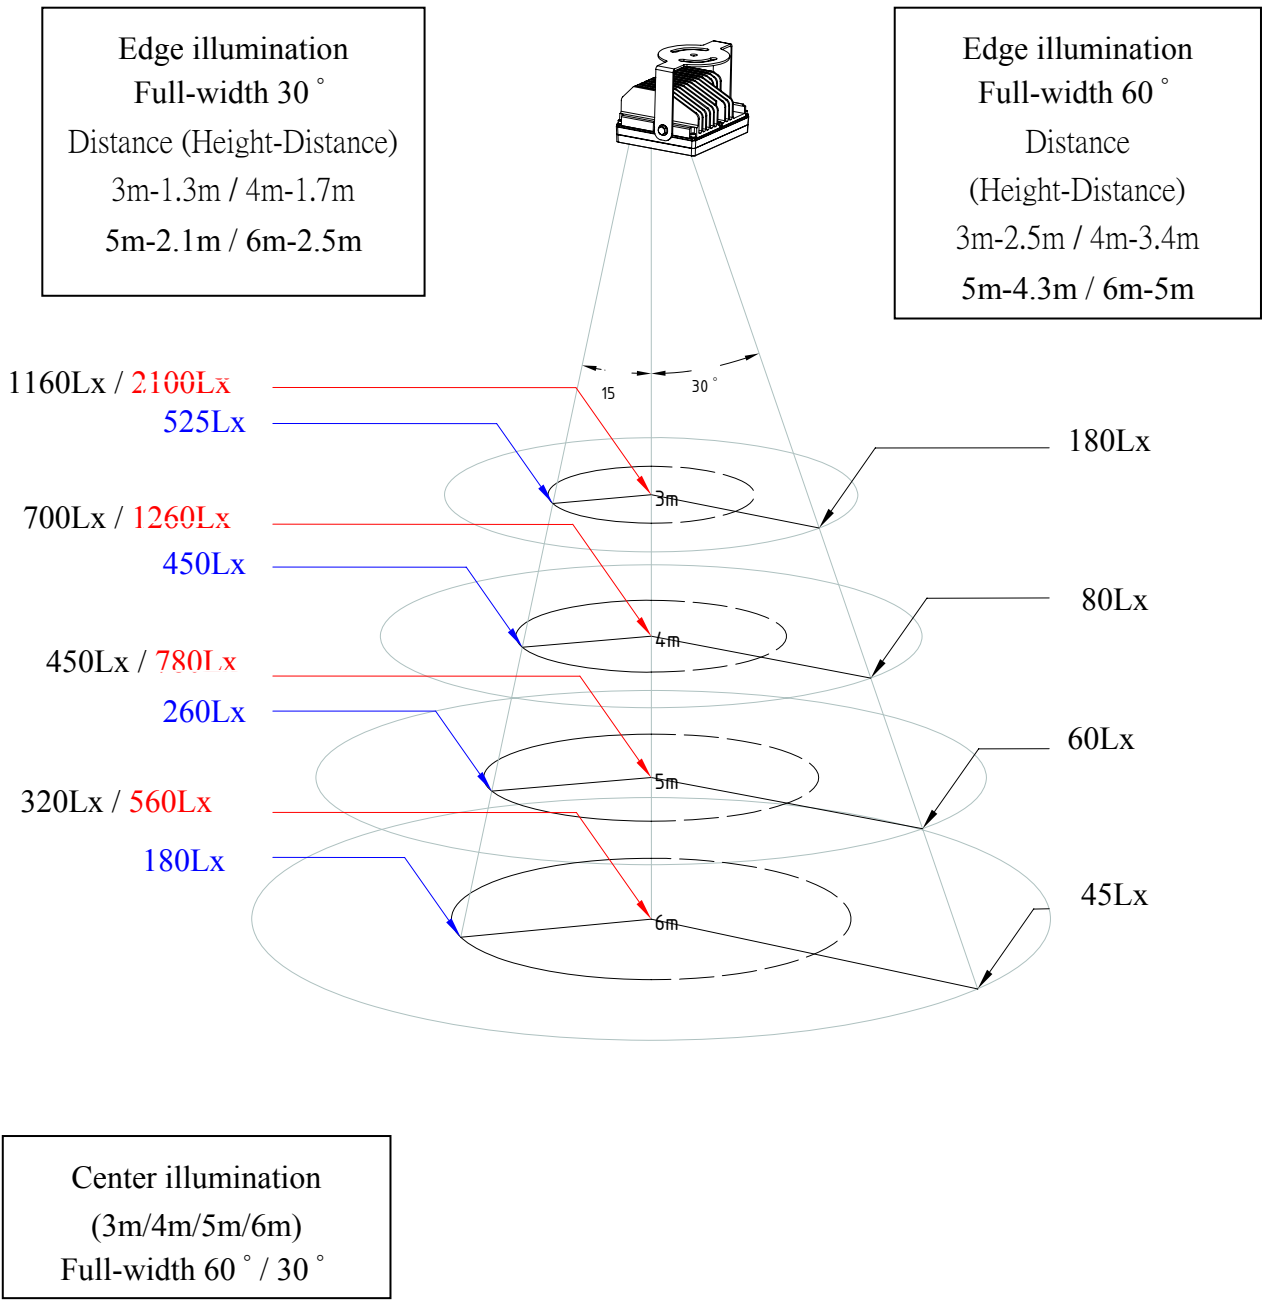 Edge illumination
Full-width 30°
Distance (Height-Distance)
3m-1.3m / 4m-1.7m
5m-2.1m / 6m-2.5m
Edge illumination
Full-width 60°
Distance
(Height-Distance)
3m-2.5m / 4m-3.4m
5m-4.3m / 6m-5m
15
30°
1160Lx / 2100Lx
525Lx
180Lx
3m
700Lx / 1260Lx
450Lx
80Lx
4m
450Lx / 780Lx
260Lx
60Lx
5m
320Lx / 560Lx
180Lx
45Lx
6m
Center illumination
(3m/4m/5m/6m)
Full-width 60° / 30°